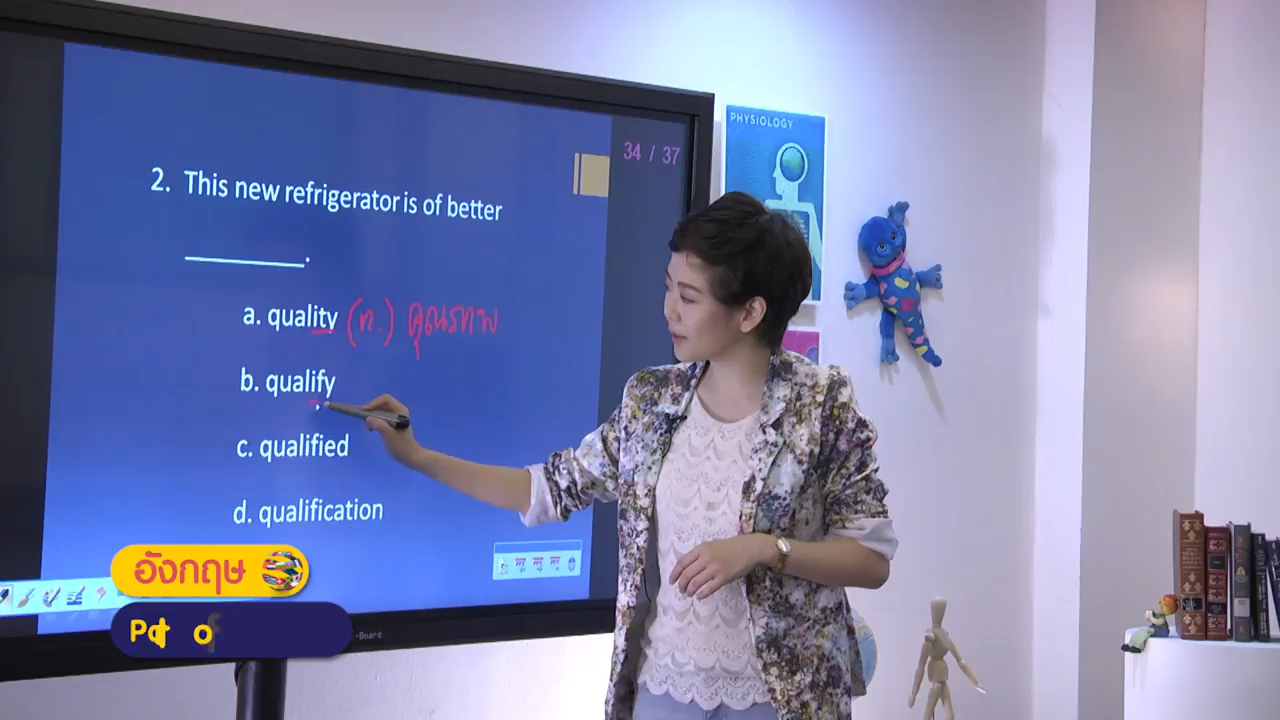 34 / 37
PHYSIOLOGY
2. This new refrigerator is of better
________.
a. quality (n.) คุณภาพ
b. qualify
c. qualified
d. qualification
อังกฤษ